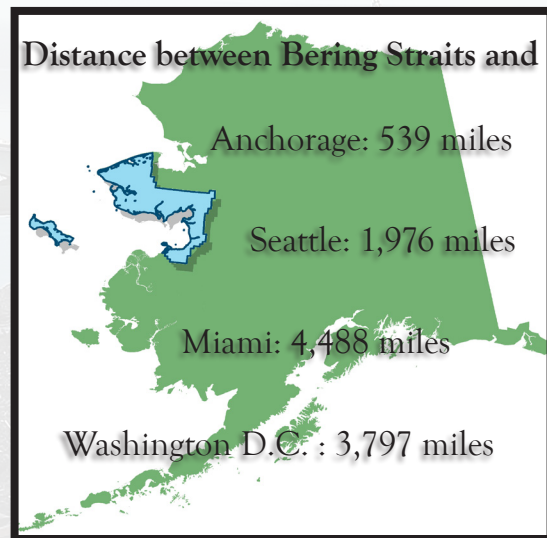 Distance between Bering Straits and
Anchorage: 539 miles
Seattle: 1,976 miles
Miami: 4,488 miles
Washington D.C. : 3,797 miles